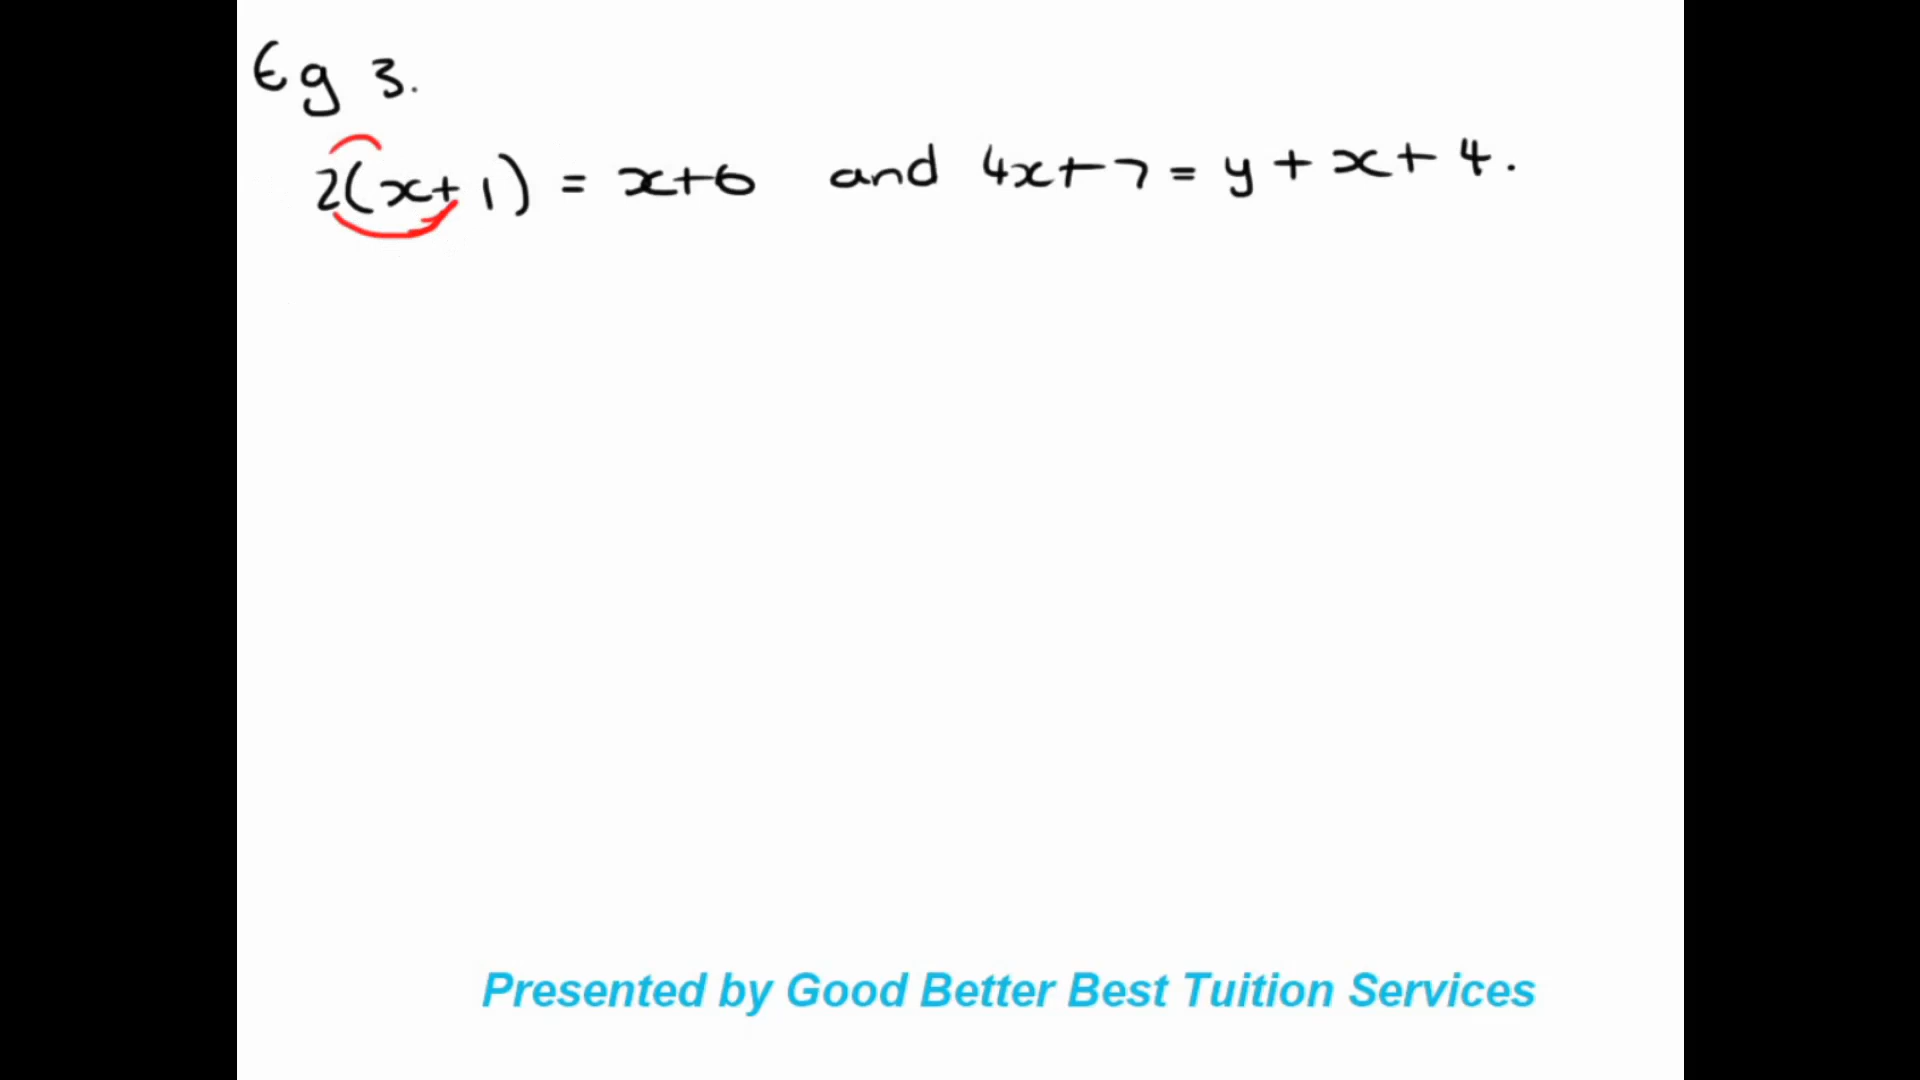 Eg 3.
2(x+1) = x+6 and 4x+7 = y+x+4.
Presented by Good Better Best Tuition Services